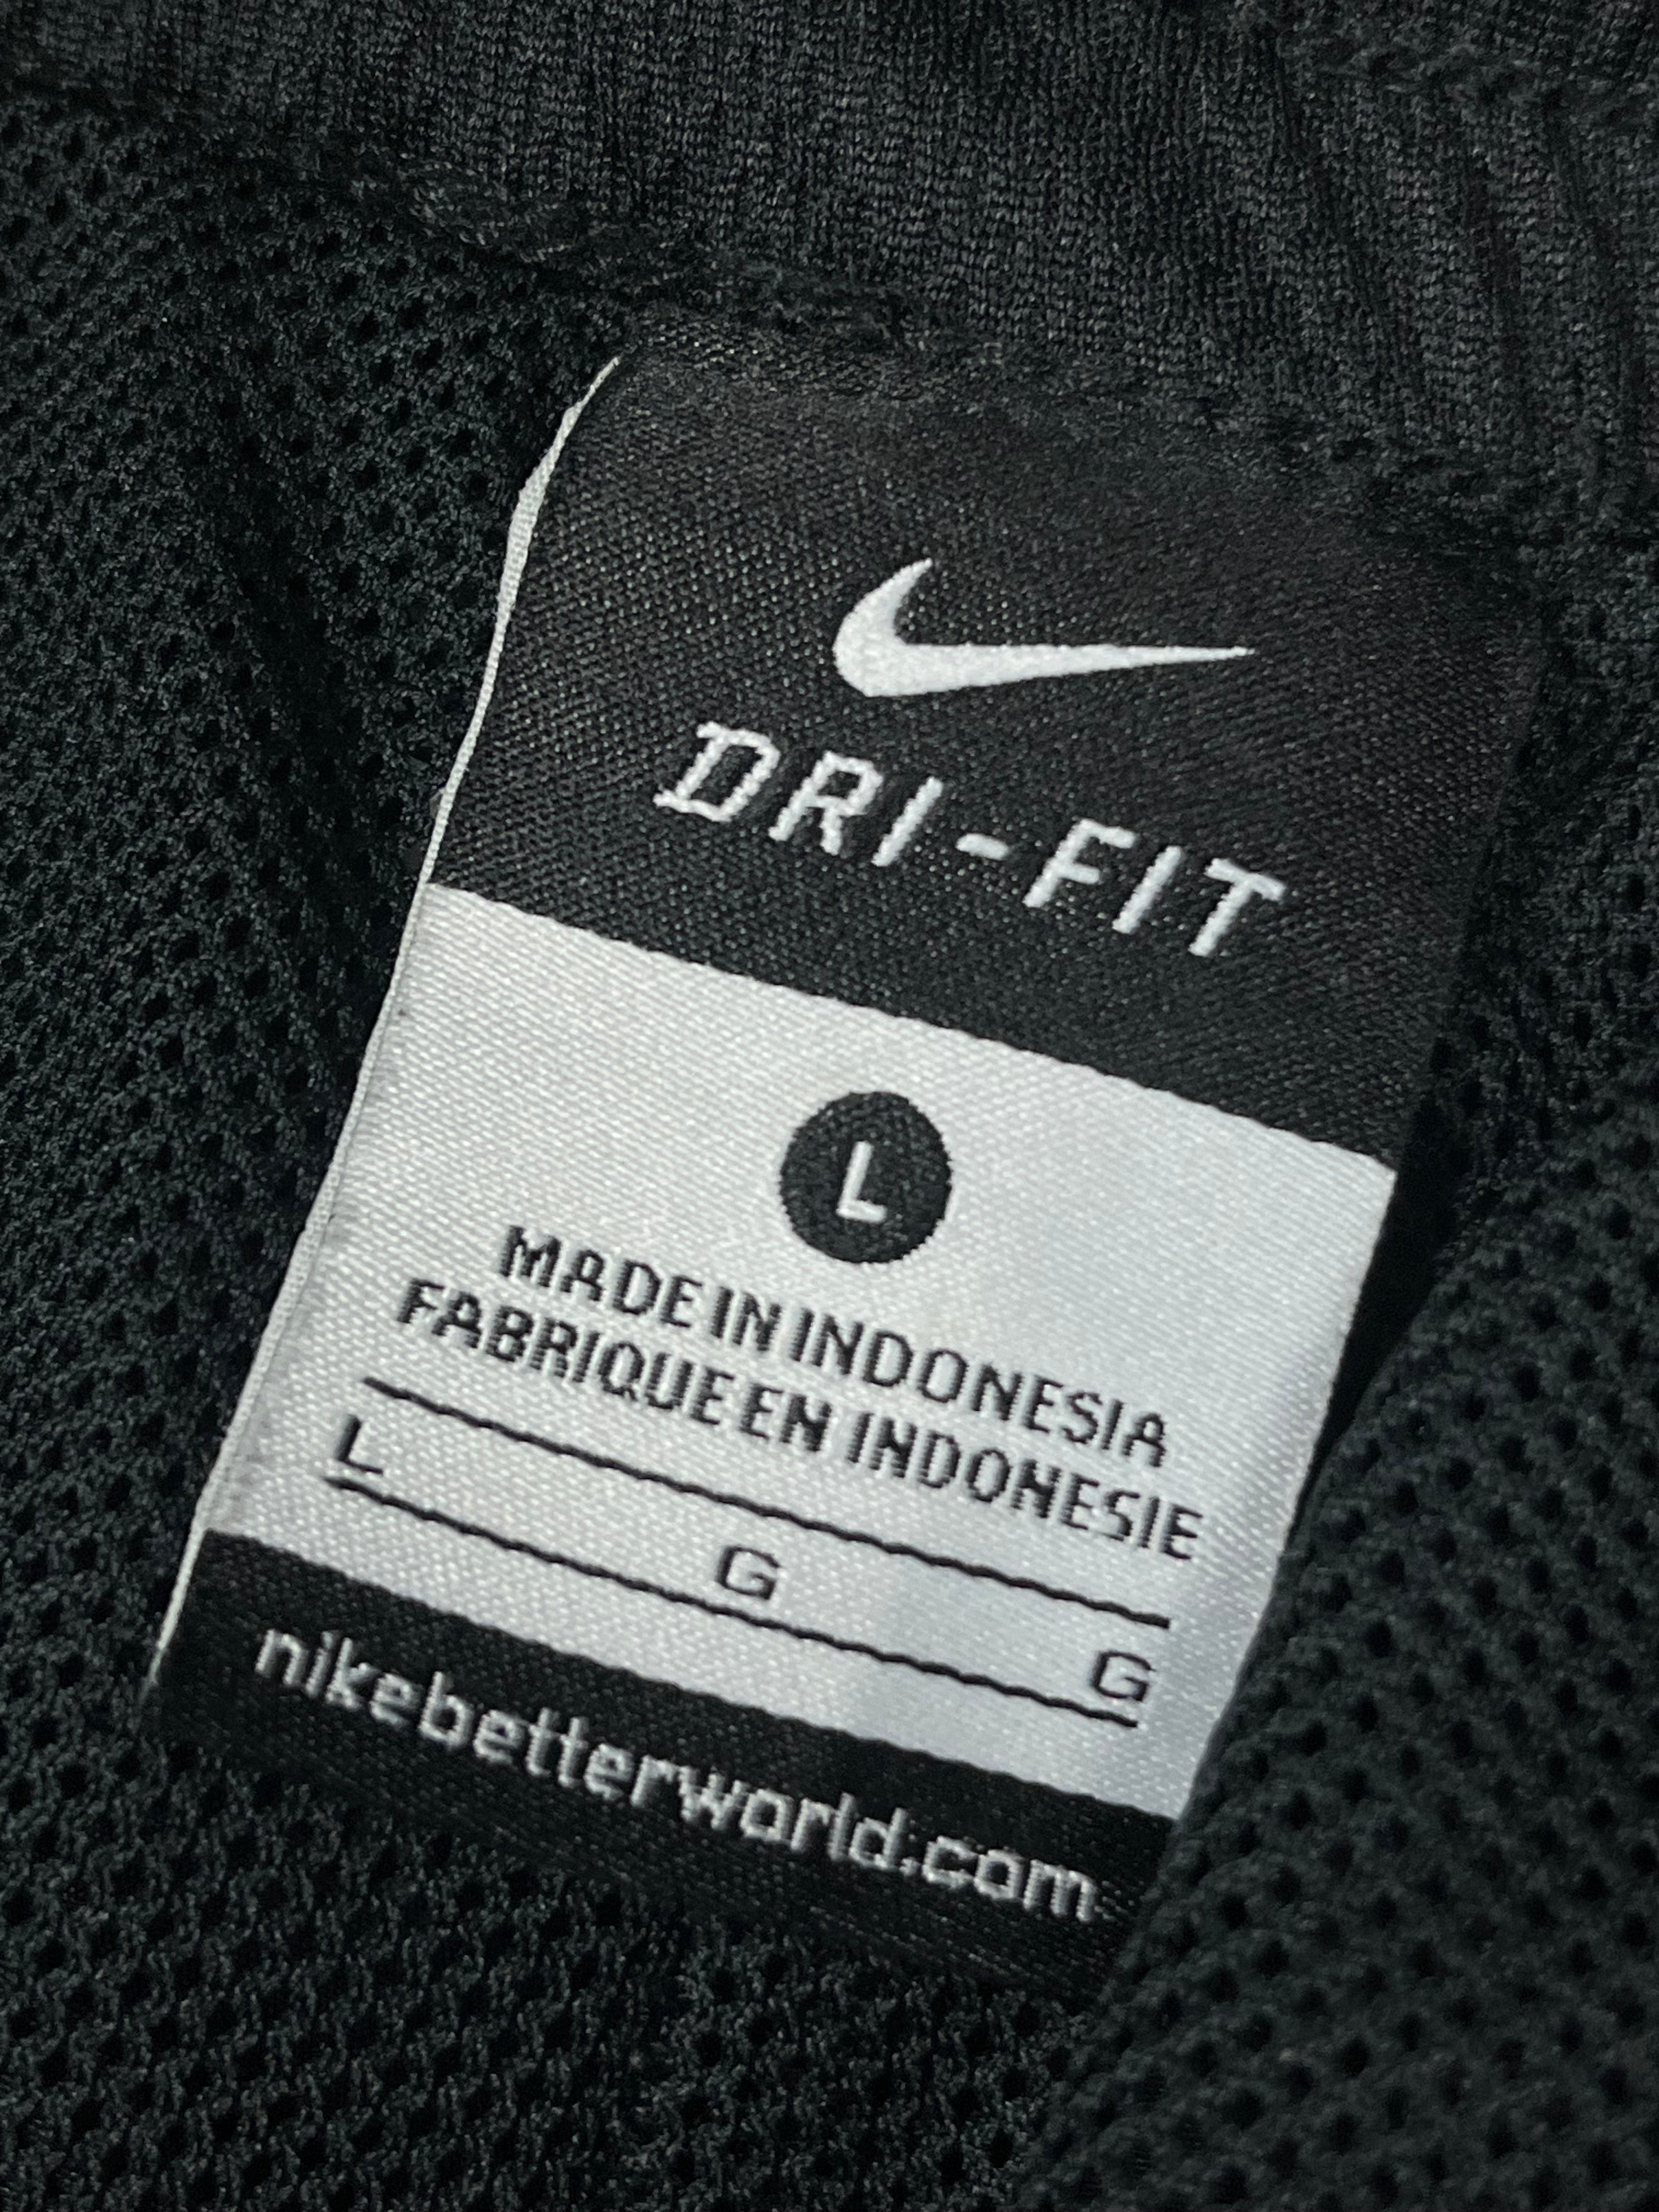 DRI-FIT
L
MADE IN INDONESIA
FABRIQUE EN INDONESIE
L G G
nikebetterworld.com